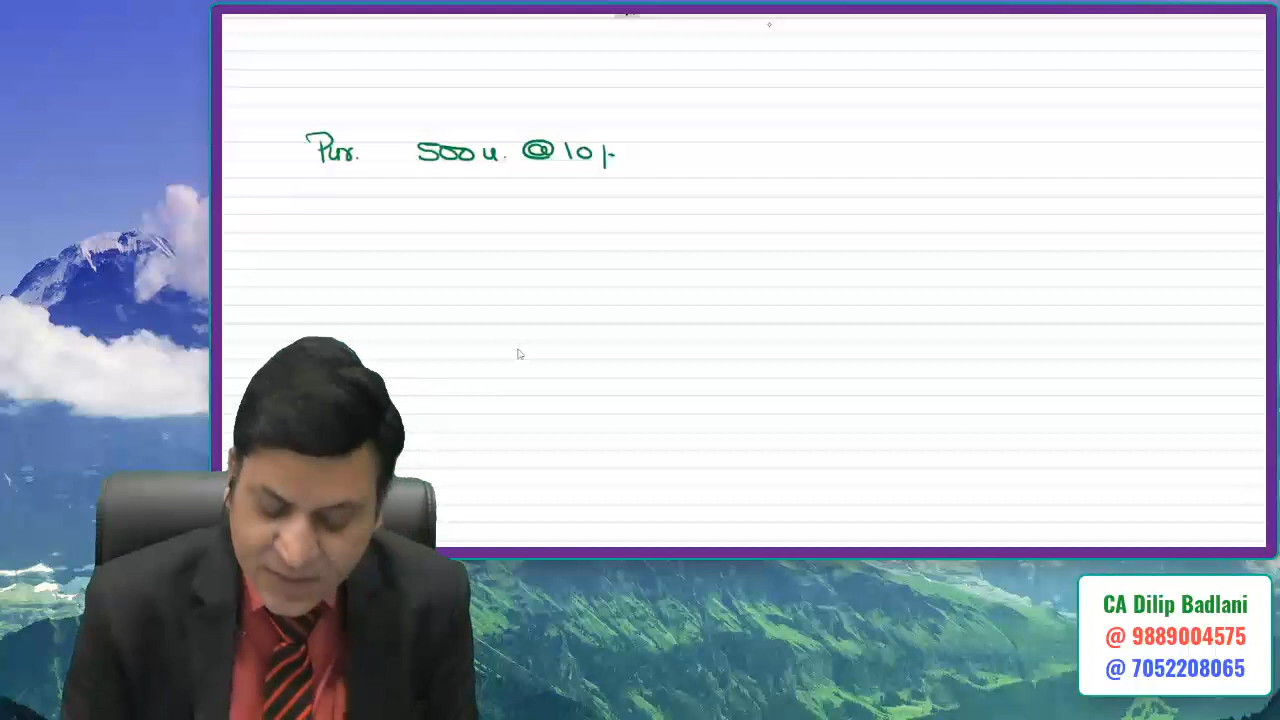 Pur. 500 u. @ 10/-
CA Dilip Badlani
@ 9889004575
@ 7052208065